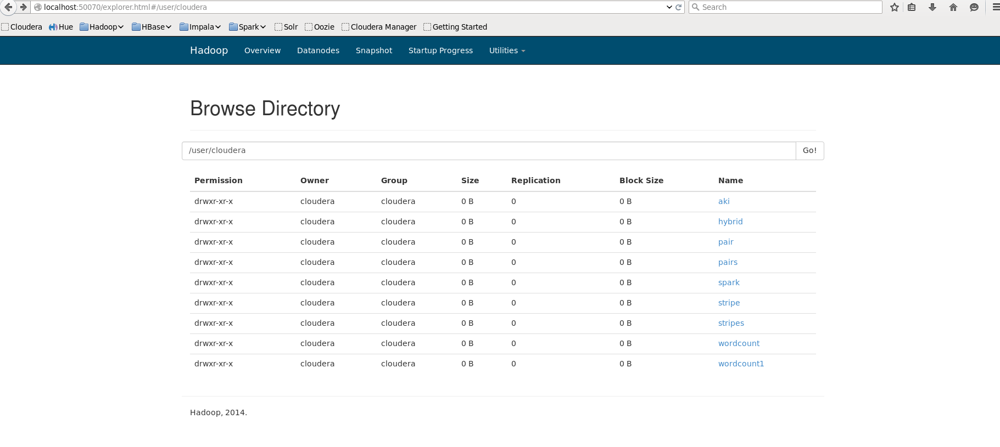 localhost:50070/explorer.html#/user/cloudera Search
Cloudera Hue Hadoop HBase Impala Spark Solr Oozie Cloudera Manager Getting Started
Hadoop Overview Datanodes Snapshot Startup Progress Utilities
Browse Directory
/user/cloudera Go!
Permission Owner Group Size Replication Block Size Name
drwxr-xr-x cloudera cloudera 0 B 0 0 B aki
drwxr-xr-x cloudera cloudera 0 B 0 0 B hybrid
drwxr-xr-x cloudera cloudera 0 B 0 0 B pair
drwxr-xr-x cloudera cloudera 0 B 0 0 B pairs
drwxr-xr-x cloudera cloudera 0 B 0 0 B spark
drwxr-xr-x cloudera cloudera 0 B 0 0 B stripe
drwxr-xr-x cloudera cloudera 0 B 0 0 B stripes
drwxr-xr-x cloudera cloudera 0 B 0 0 B wordcount
drwxr-xr-x cloudera cloudera 0 B 0 0 B wordcount1
Hadoop, 2014.